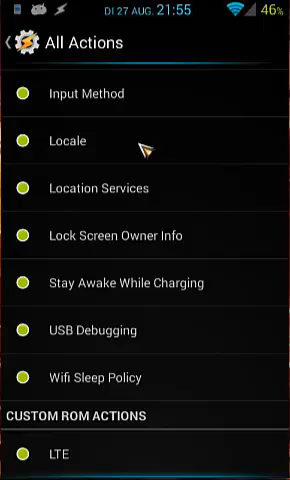 DI 27 AUG. 21:55 46%
All Actions
Input Method
Locale
Location Services
Lock Screen Owner Info
Stay Awake While Charging
USB Debugging
Wifi Sleep Policy
CUSTOM ROM ACTIONS
LTE